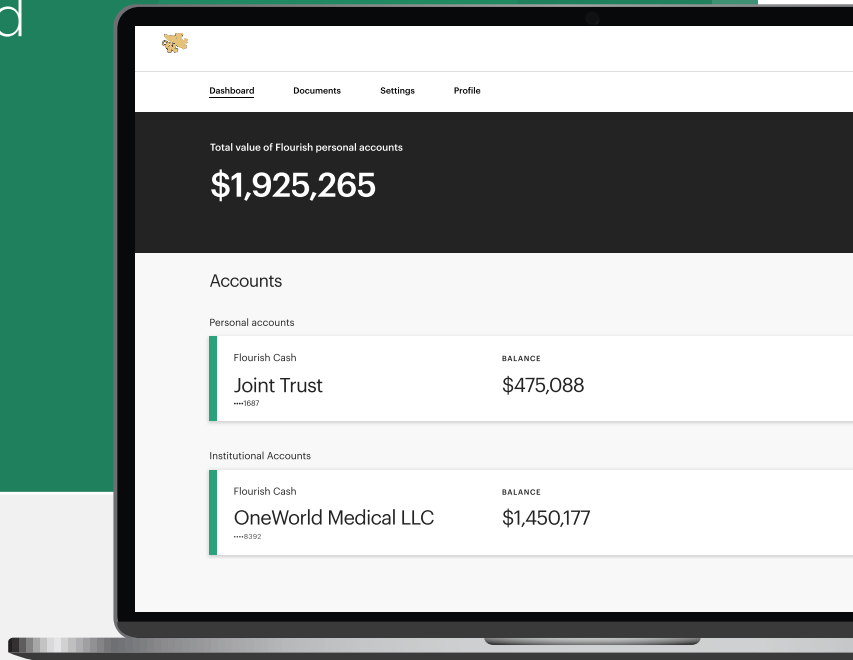 d
Dashboard Documents Settings Profile
Total value of Flourish personal accounts
$1,925,265
Accounts
Personal accounts
Flourish Cash BALANCE
Joint Trust $475,088
••••1687
Institutional Accounts
Flourish Cash BALANCE
OneWorld Medical LLC $1,450,177
••••8392